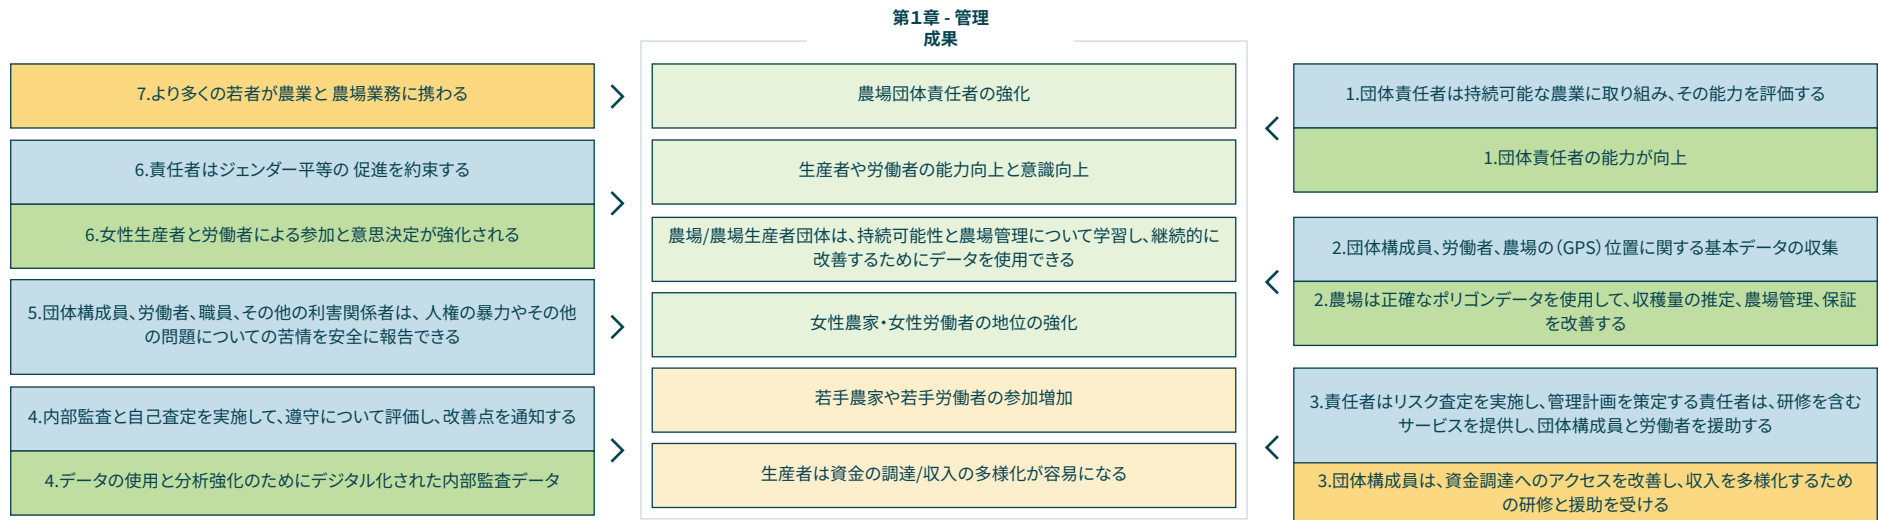 第1章 - 管理
成果
7.より多くの若者が農業と 農場業務に携わる
6.責任者はジェンダー平等の 促進を約束する
6.女性生産者と労働者による参加と意思決定が強化される
5.団体構成員、労働者、職員、その他の利害関係者は、 人権の暴力やその他
の問題についての苦情を安全に報告できる
4.内部監査と自己査定を実施して、遵守について評価し、改善点を通知する
4.データの使用と分析強化のためにデジタル化された内部監査データ
農場団体責任者の強化
生産者や労働者の能力向上と意識向上
農場/農場生産者団体は、持続可能性と農場管理について学習し、継続的に
改善するためにデータを使用できる
女性農家・女性労働者の地位の強化
若手農家や若手労働者の参加増加
生産者は資金の調達/収入の多様化が容易になる
1.団体責任者は持続可能な農業に取り組み、その能力を評価する
1.団体責任者の能力が向上
2.団体構成員、労働者、農場の（GPS）位置に関する基本データの収集
2.農場は正確なポリゴンデータを使用して、収穫量の推定、農場管理、保証
を改善する
3.責任者はリスク査定を実施し、管理計画を策定する責任者は、研修を含む
サービスを提供し、団体構成員と労働者を援助する
3.団体構成員は、資金調達へのアクセスを改善し、収入を多様化するため
の研修と援助を受ける